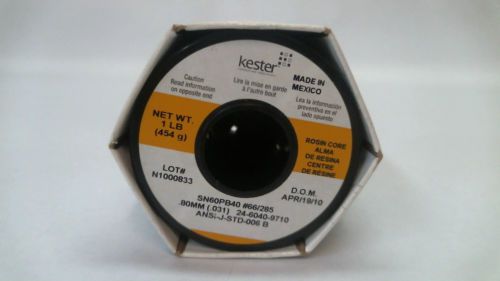 kester
Caution
Read information
on opposite one
Lire la mise en garde
à l'autre bout
MADE IN
MEXICO
Lea la información
preventiva en el
lado opuesto
NET WT.
1 LB
(454 g)
ROSIN CORE
ALMA
DE RESINA
CENTRE
DE RÉSINE
LOT#
N1000833
D.O.M.
APR/19/10
SN60PB40 #66/285
.80MM (.031) 24-6040-9710
ANSI-J-STD-006 B